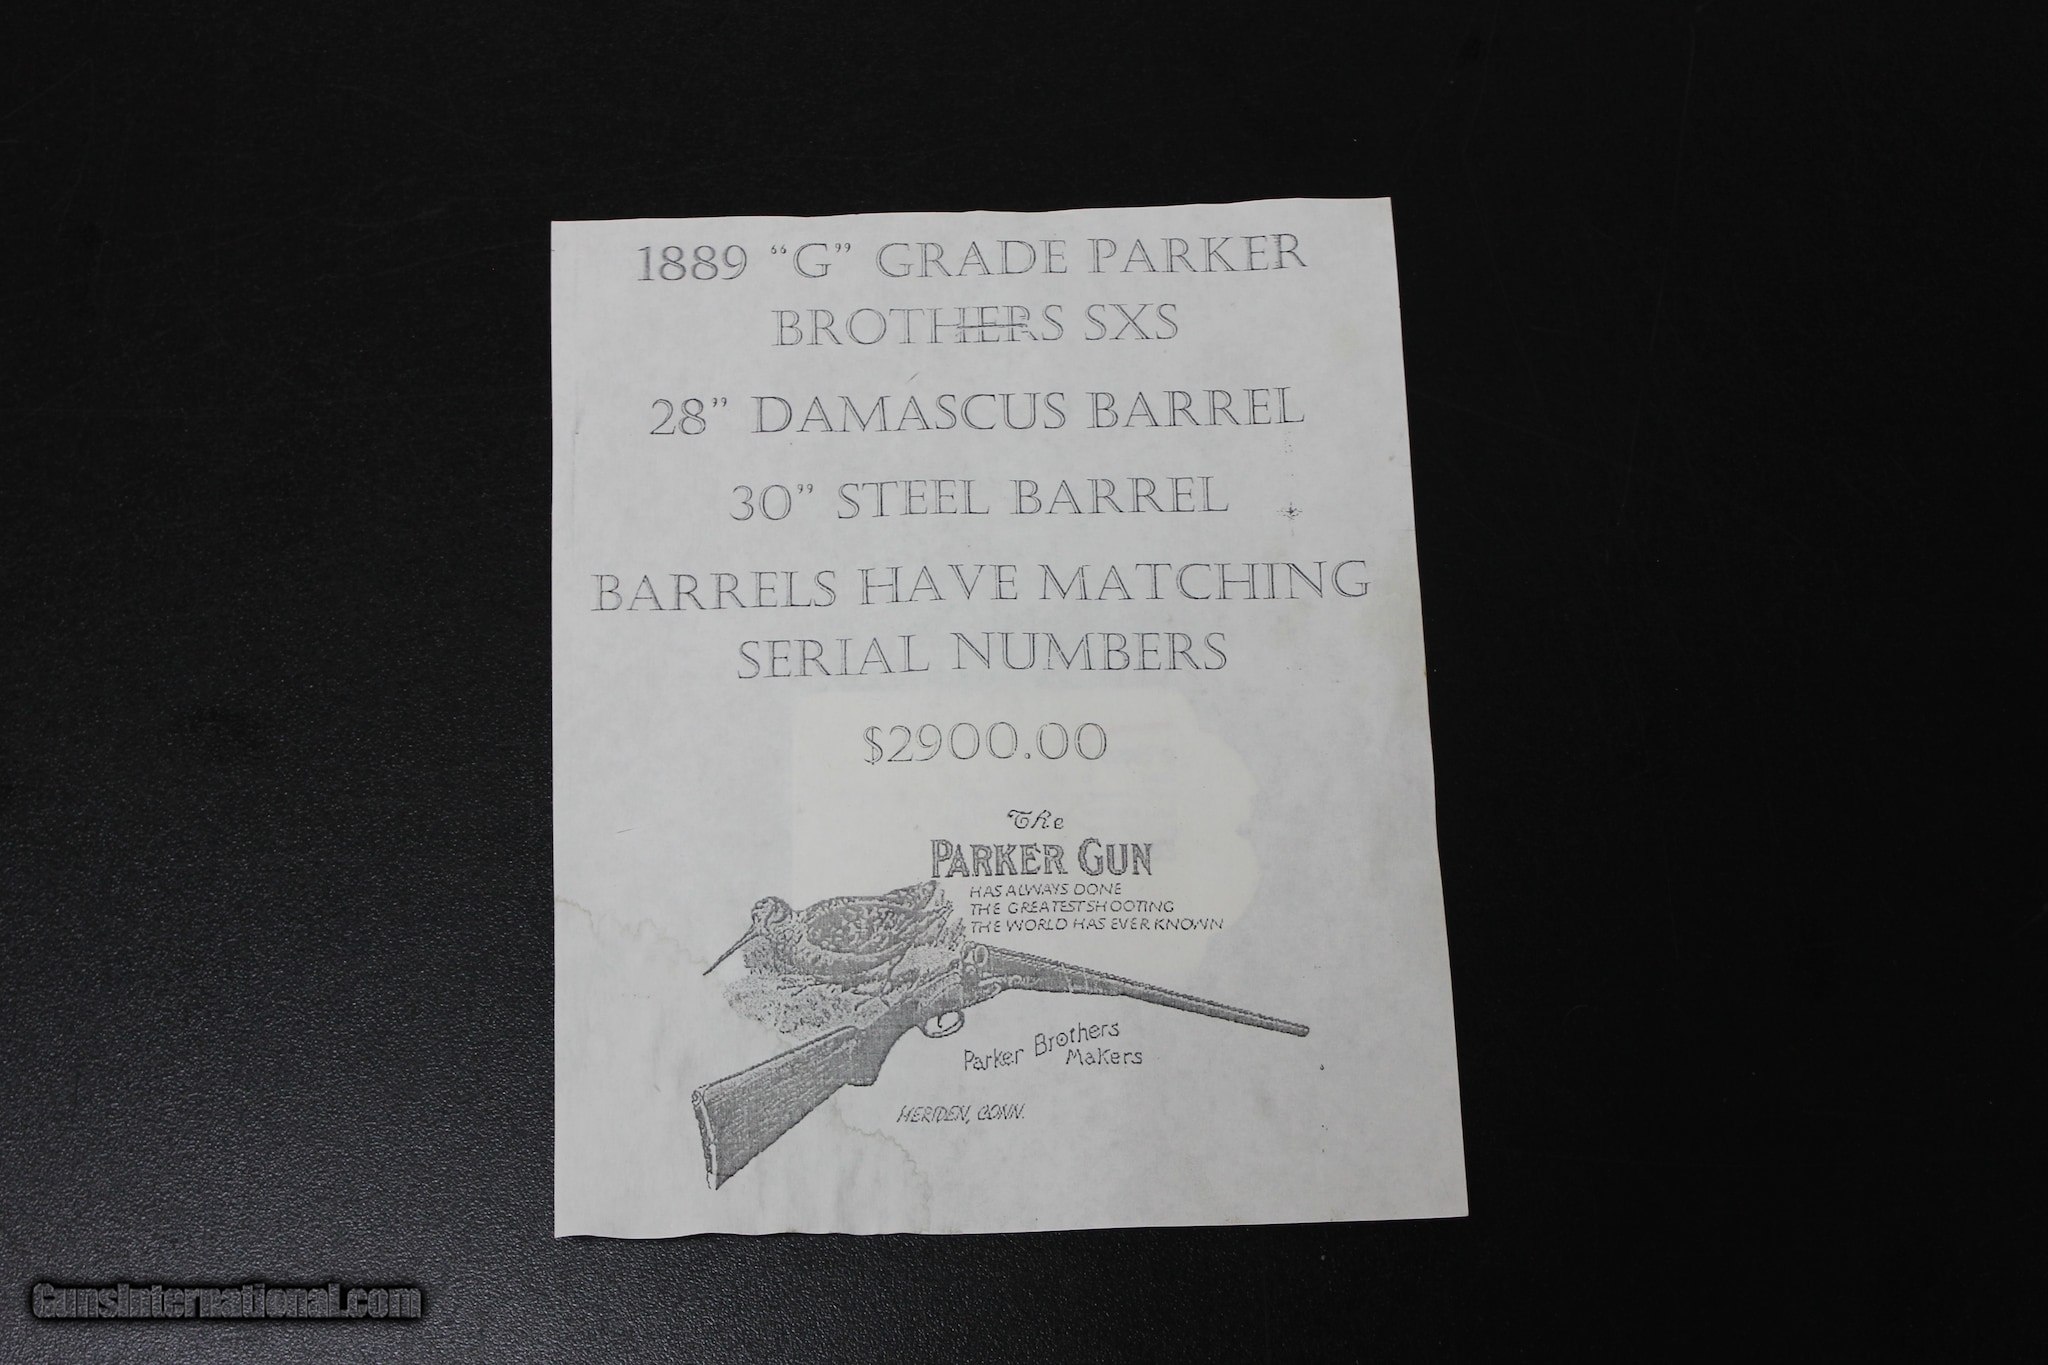 1889 “G” GRADE PARKER
BROTHERS SXS
28” DAMASCUS BARREL
30” STEEL BARREL
BARRELS HAVE MATCHING
SERIAL NUMBERS
$2900.00
The
PARKER GUN
HAS ALWAYS DONE
THE GREATEST SHOOTING
THE WORLD HAS EVER KNOWN
Parker Brothers
Makers
MERIDEN, CONN.
GunsInternational.com